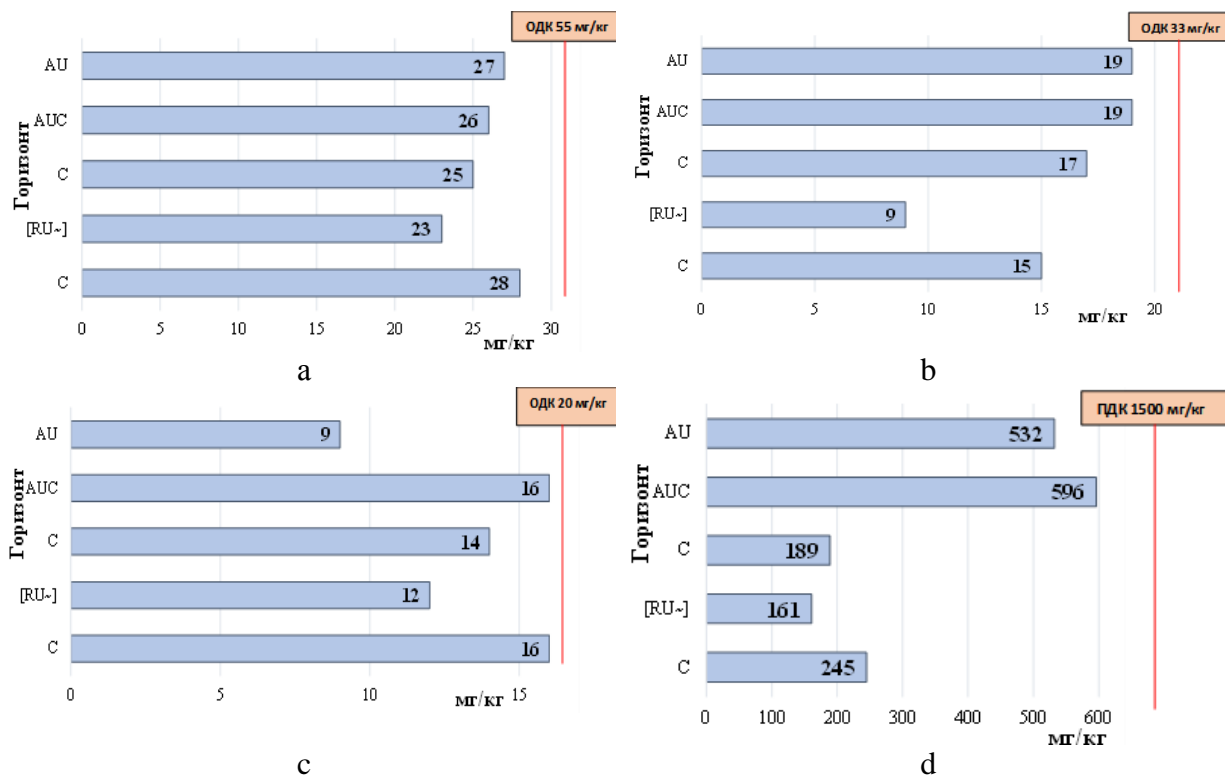 ОДК 55 мг/кг
Горизонт
AU
27
AUC
26
C
25
[RU~]
23
C
28
0 5 10 15 20 25 30
мг/кг
a
ОДК 33 мг/кг
Горизонт
AU
19
AUC
19
C
17
[RU~]
9
C
15
0 5 10 15 20
мг/кг
b
ОДК 20 мг/кг
Горизонт
AU
9
AUC
16
C
14
[RU~]
12
C
16
0 5 10 15
мг/кг
c
ПДК 1500 мг/кг
Горизонт
AU
532
AUC
596
C
189
[RU~]
161
C
245
0 100 200 300 400 500 600
мг/кг
d